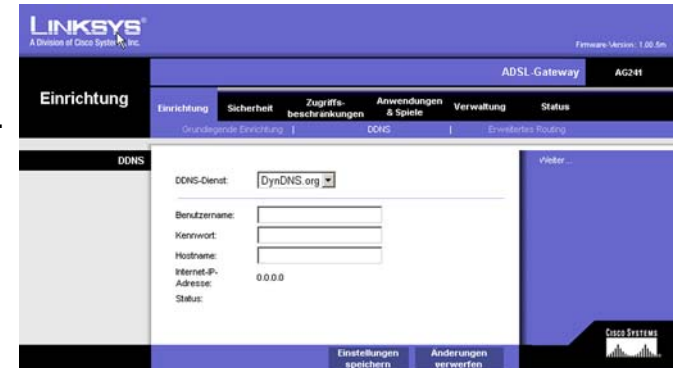 LINKSYS®
A Division of Cisco Systems, Inc.
Firmware-Version: 1.00.5m
ADSL-Gateway AG241
Einrichtung
Einrichtung Sicherheit Zugriffs-beschränkungen Anwendungen & Spiele Verwaltung Status
Grundlegende Einrichtung | DDNS | Erweitertes Routing
DDNS
Weiter...
DDNS-Dienst: DynDNS.org
Benutzername:
Kennwort:
Hostname:
Internet-IP-
Adresse: 0.0.0.0
Status:
CISCO SYSTEMS
Einstellungen speichern Änderungen verwerfen